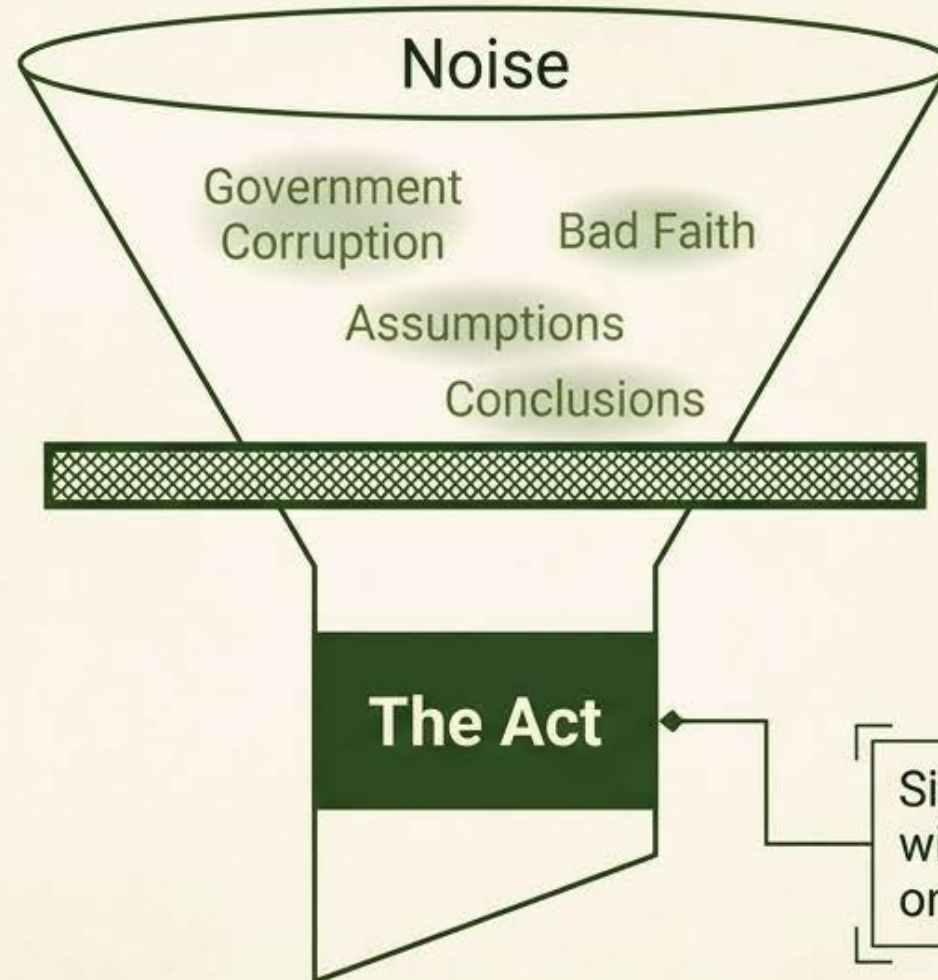 Noise
Government
Corruption
Bad Faith
Assumptions
Conclusions
The Act